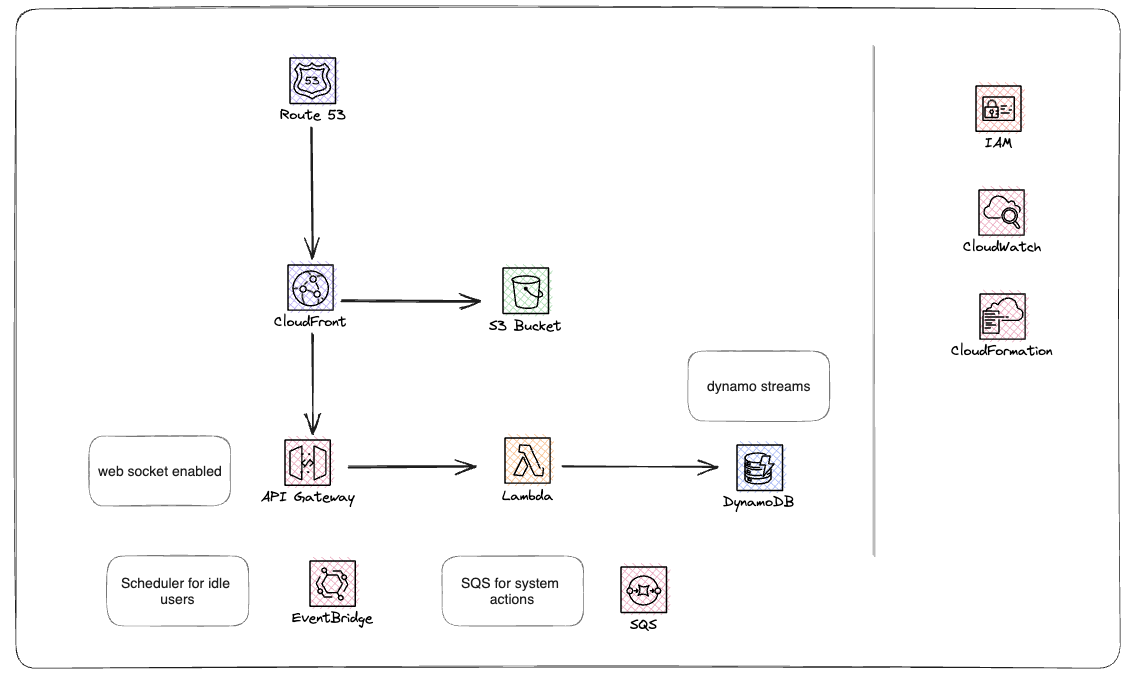 53
Route 53
IAM
CloudWatch
CloudFront
S3 Bucket
CloudFormation
dynamo streams
web socket enabled
API Gateway
Lambda
DynamoDB
Scheduler for idle
users
EventBridge
SQS for system
actions
SQS